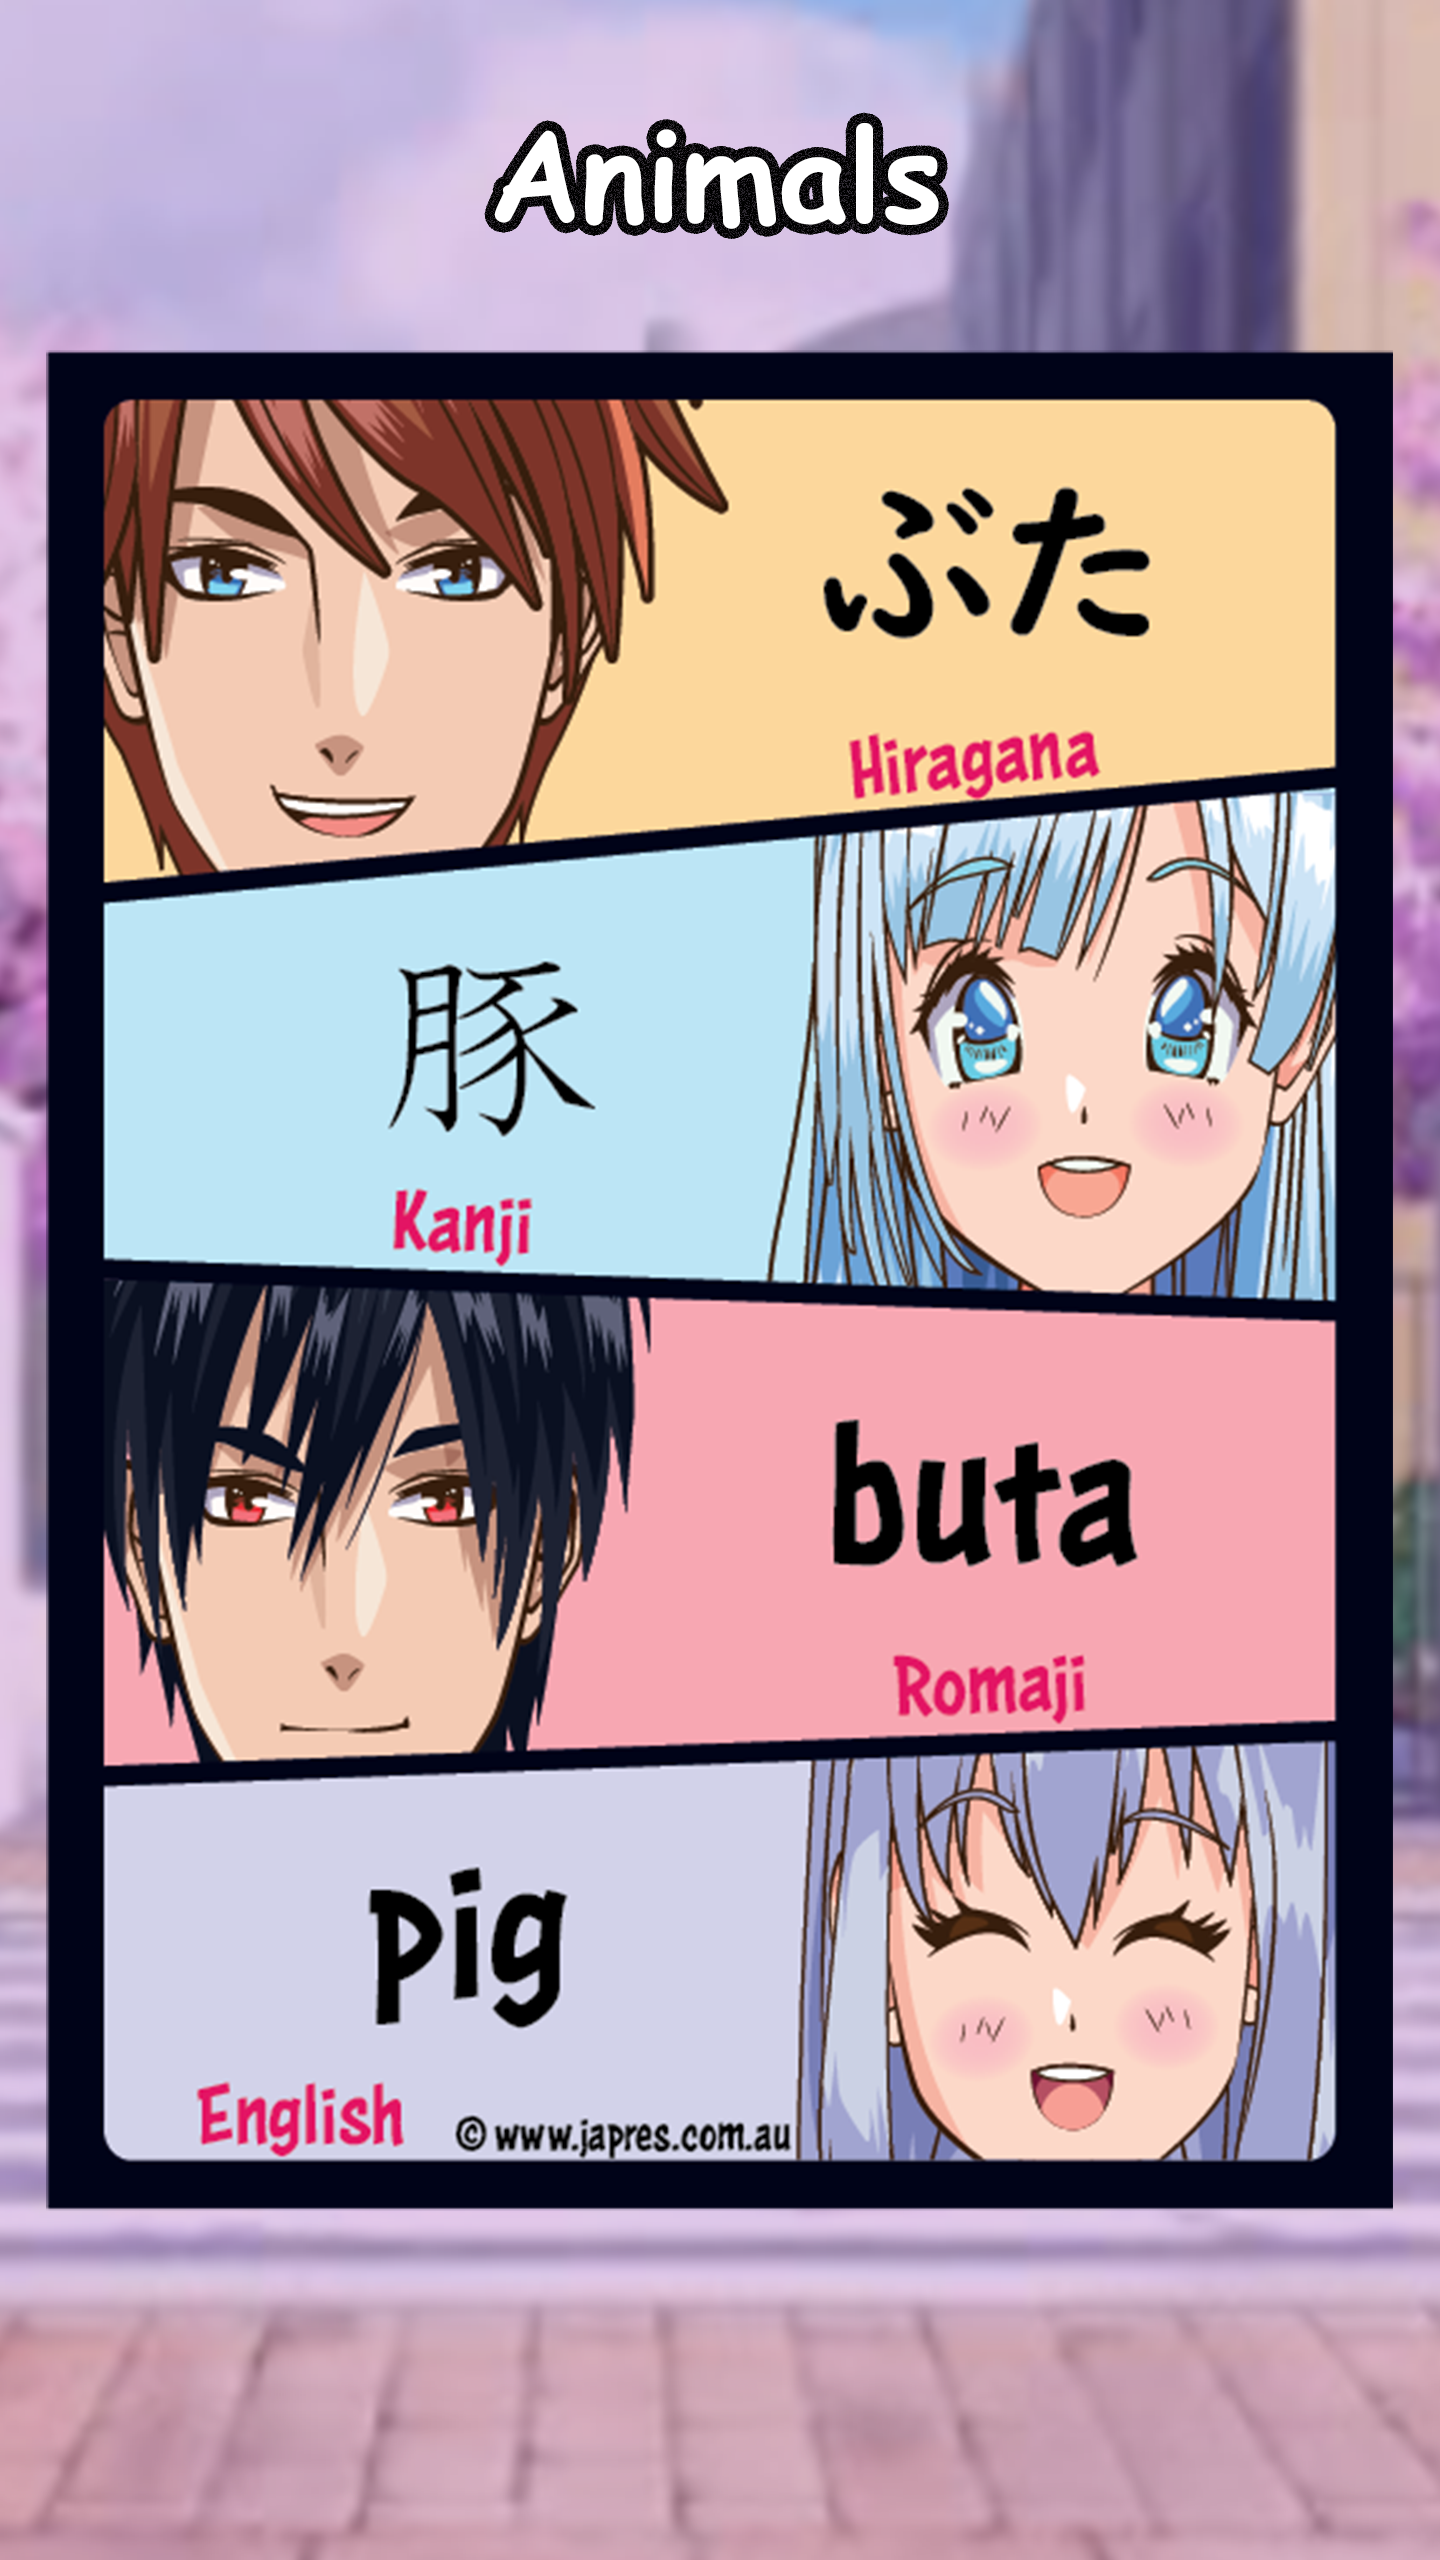 Animals
ぶた
Hiragana
豚
Kanji
buta
Romaji
pig
English
© www.japres.com.au